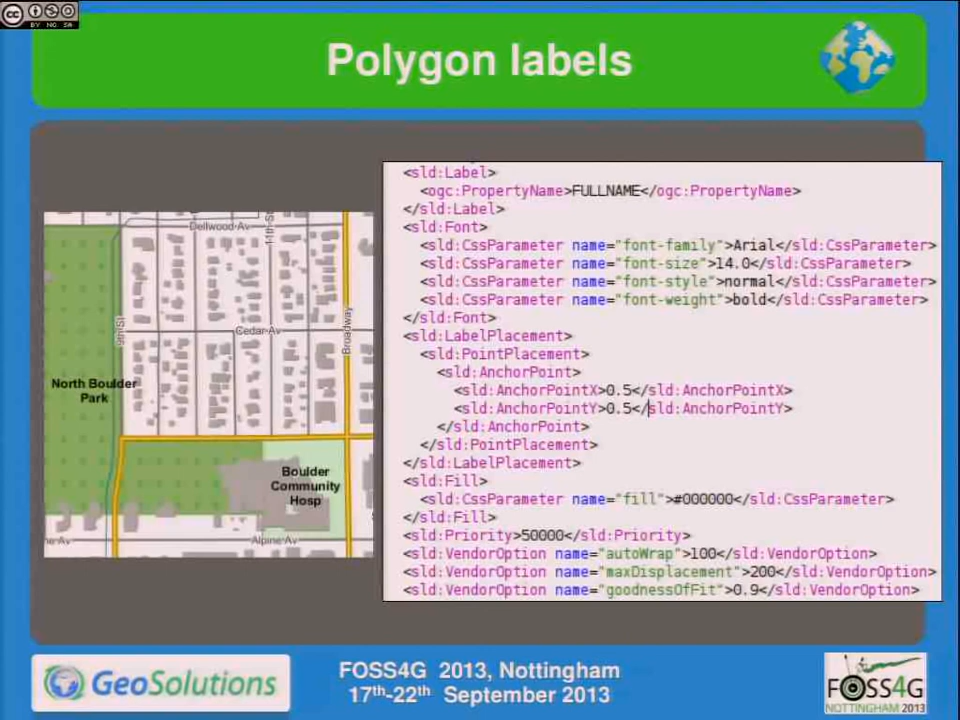 cc BY NC SA
Polygon labels
Dellwood Av
11th St
9th St
Cedar Av
Broadway
North Boulder
Park
Boulder
Community
Hosp
ne Av
Alpine Av
<sld:Label>
<ogc:PropertyName>FULLNAME</ogc:PropertyName>
</sld:Label>
<sld:Font>
<sld:CssParameter name="font-family">Arial</sld:CssParameter>
<sld:CssParameter name="font-size">14.0</sld:CssParameter>
<sld:CssParameter name="font-style">normal</sld:CssParameter>
<sld:CssParameter name="font-weight">bold</sld:CssParameter>
</sld:Font>
<sld:LabelPlacement>
<sld:PointPlacement>
<sld:AnchorPoint>
<sld:AnchorPointX>0.5</sld:AnchorPointX>
<sld:AnchorPointY>0.5</sld:AnchorPointY>
</sld:AnchorPoint>
</sld:PointPlacement>
</sld:LabelPlacement>
<sld:Fill>
<sld:CssParameter name="fill">#000000</sld:CssParameter>
</sld:Fill>
<sld:Priority>50000</sld:Priority>
<sld:VendorOption name="autoWrap">100</sld:VendorOption>
<sld:VendorOption name="maxDisplacement">200</sld:VendorOption>
<sld:VendorOption name="goodnessOfFit">0.9</sld:VendorOption>
GeoSolutions
FOSS4G 2013, Nottingham
17th-22th September 2013
FOSS4G
NOTTINGHAM 2013